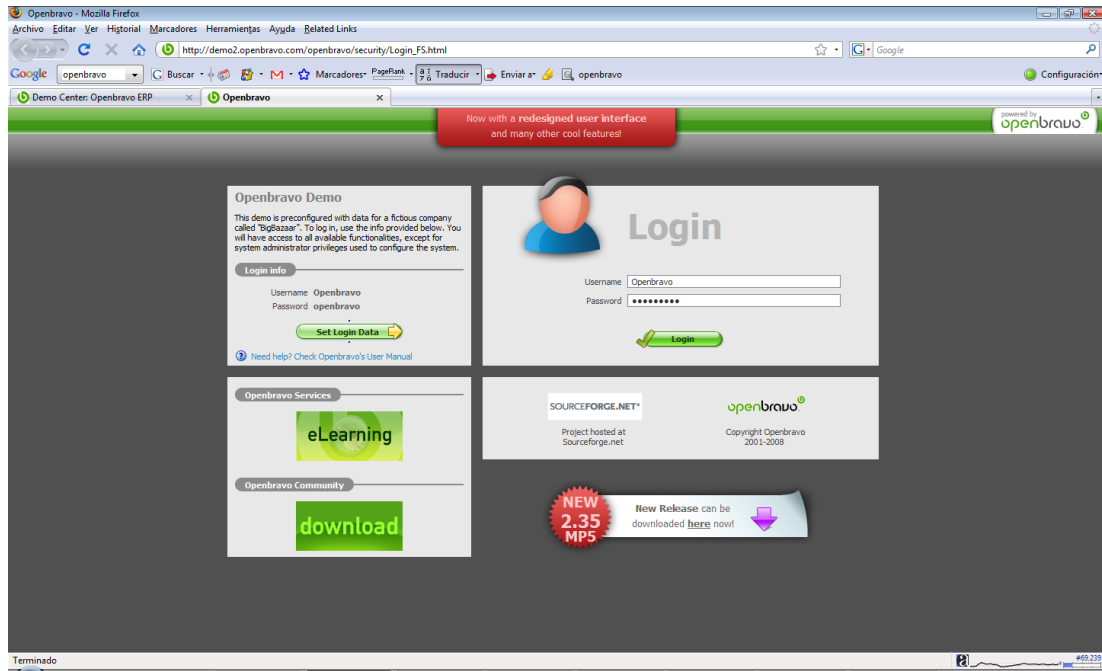 Openbravo - Mozilla Firefox
Archivo Editar Ver Historial Marcadores Herramientas Ayuda Related Links
http://demo2.openbravo.com/openbravo/security/Login_FS.html
G Google
Google openbravo G Buscar Marcadores PageRank Traducir Enviar a openbravo Configuración
Demo Center: Openbravo ERP
Openbravo
Now with a redesigned user interface
and many other cool features!
powered by
openbravo
Openbravo Demo
This demo is preconfigured with data for a fictious company
called "BigBazaar". To log in, use the info provided below. You
will have access to all available functionalities, except for
system administrator privileges used to configure the system.
Login info
Username Openbravo
Password openbravo
Set Login Data
Need help? Check Openbravo's User Manual
Login
Username Openbravo
Password •••••••••
Login
Openbravo Services
eLearning
Openbravo Community
download
SOURCEFORGE.NET®
Project hosted at
Sourceforge.net
openbravo
Copyright Openbravo
2001-2008
NEW
2.35
MP5
New Release can be
downloaded here now!
Terminado
#69,239